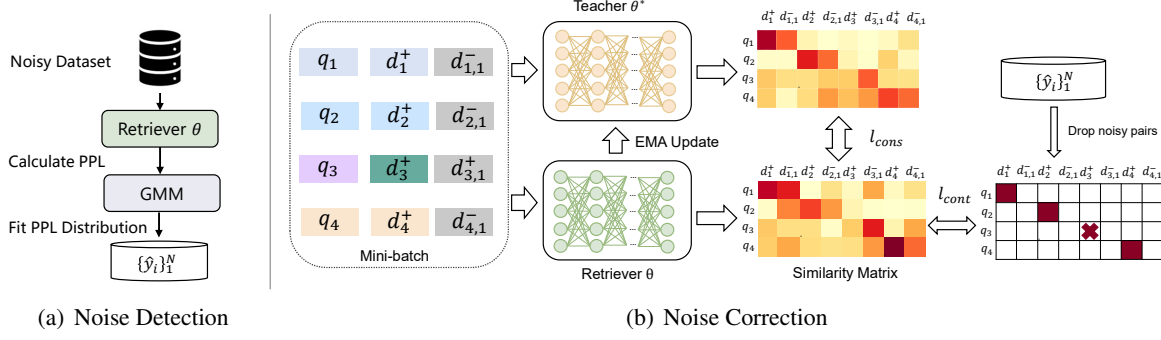 Noisy Dataset
Retriever θ
Calculate PPL
GMM
Fit PPL Distribution
{ŷ_i}_1^N
(a) Noise Detection
q_1 d_1^+ d_{1,1}^-
q_2 d_2^+ d_{2,1}^-
q_3 d_3^+ d_{3,1}^+
q_4 d_4^+ d_{4,1}^-
Mini-batch
Teacher θ*
...
...
EMA Update
...
...
Retriever θ
d_1^+ d_{1,1}^- d_2^+ d_{2,1}^- d_3^+ d_{3,1}^- d_4^+ d_{4,1}^-
q_1
q_2
q_3
q_4
l_{cons}
d_1^+ d_{1,1}^- d_2^+ d_{2,1}^- d_3^+ d_{3,1}^- d_4^+ d_{4,1}^-
q_1
q_2
q_3
q_4
Similarity Matrix
l_{cont}
{ŷ_i}_1^N
Drop noisy pairs
d_1^+ d_{1,1}^- d_2^+ d_{2,1}^- d_3^+ d_{3,1}^- d_4^+ d_{4,1}^-
q_1
q_2
q_3
q_4
(b) Noise Correction